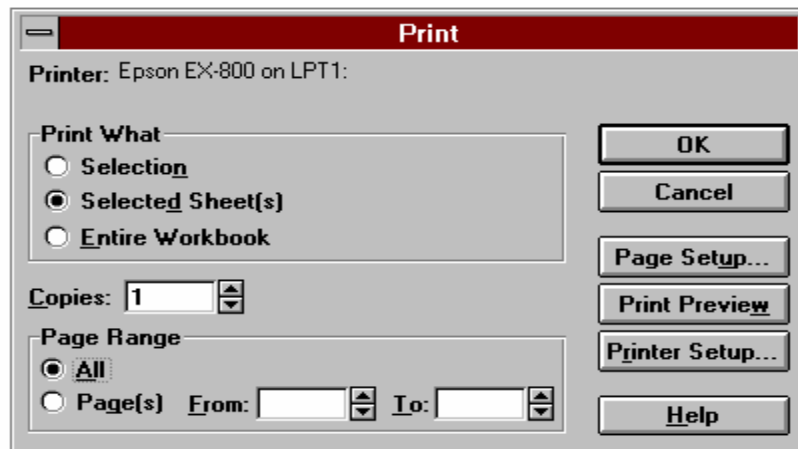 Print
Printer: Epson EX-800 on LPT1:
Print What
Selection
Selected Sheet(s)
Entire Workbook
Copies: 1
Page Range
All
Page(s) From: To:
OK
Cancel
Page Setup...
Print Preview
Printer Setup...
Help